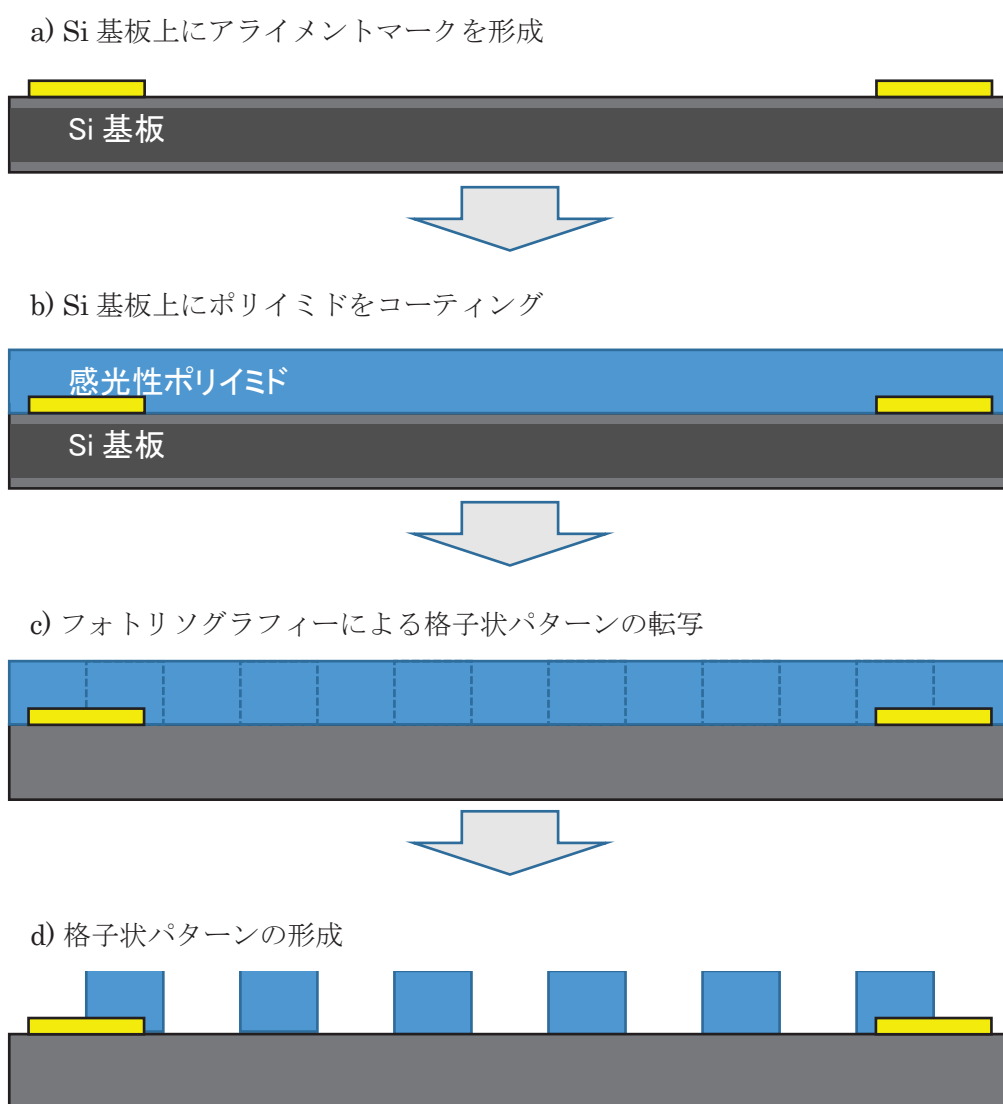 a) Si 基板上にアライメントマークを形成
Si 基板
b) Si 基板上にポリイミドをコーティング
感光性ポリイミド
Si 基板
c) フォトリソグラフィーによる格子状パターンの転写
d) 格子状パターンの形成